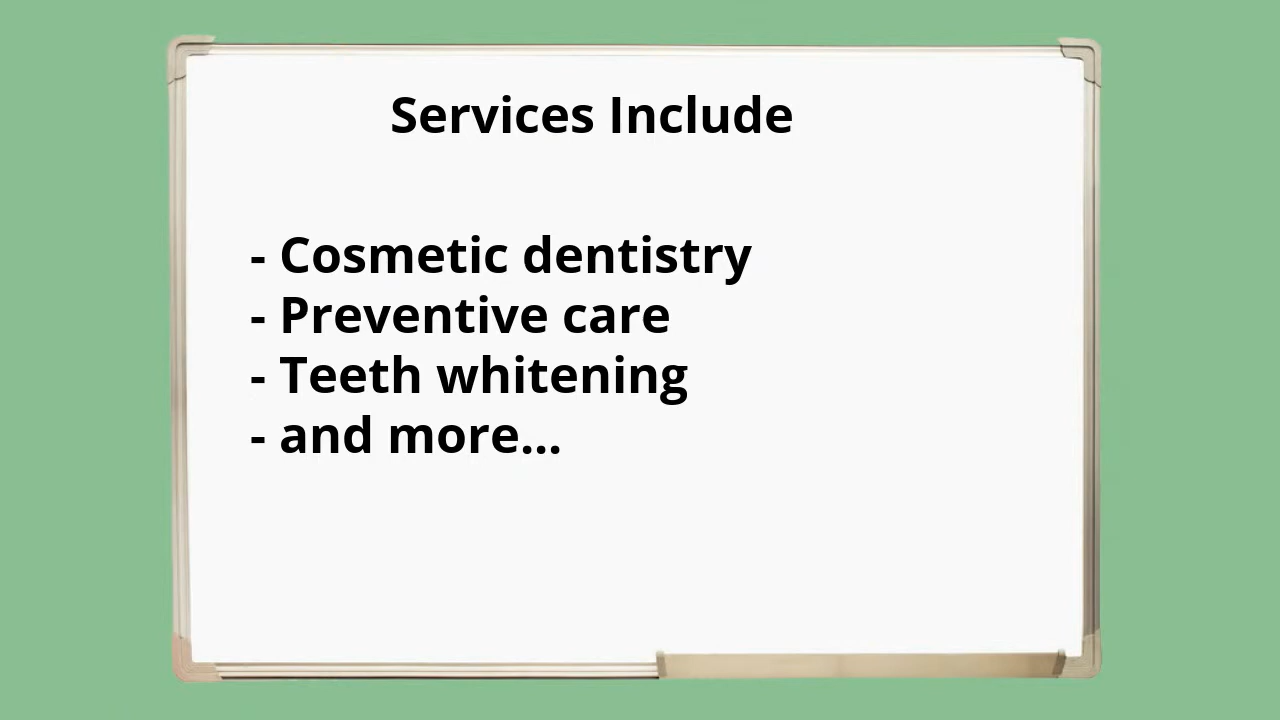 Services Include
- Cosmetic dentistry
- Preventive care
- Teeth whitening
- and more...